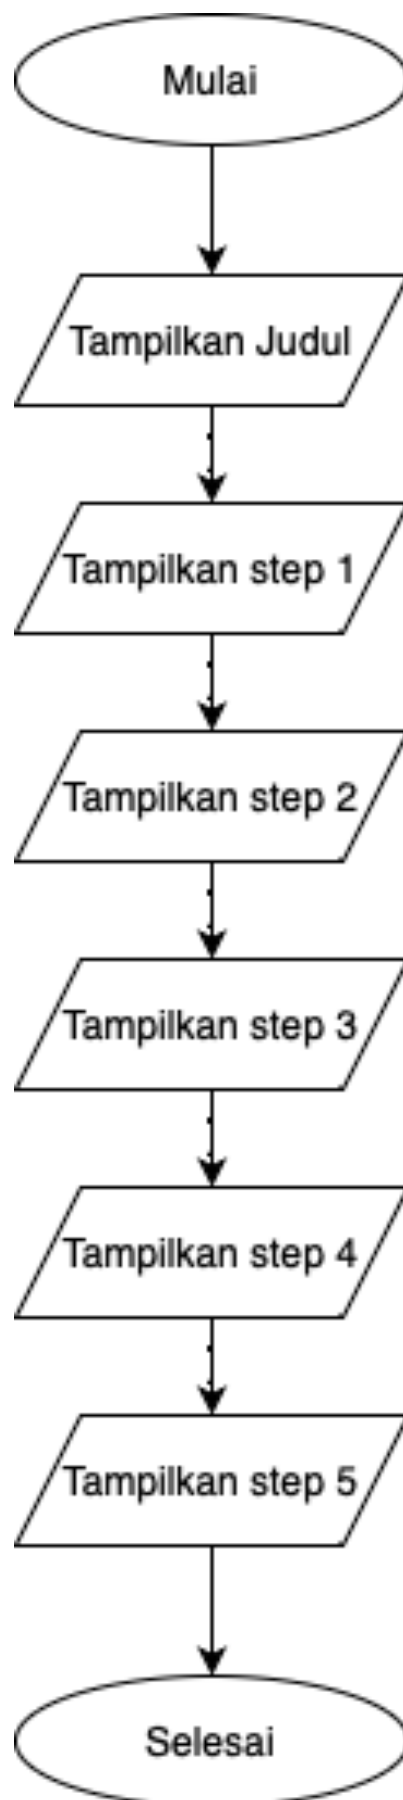 Mulai
Tampilkan Judul
Tampilkan step 1
Tampilkan step 2
Tampilkan step 3
Tampilkan step 4
Tampilkan step 5
Selesai